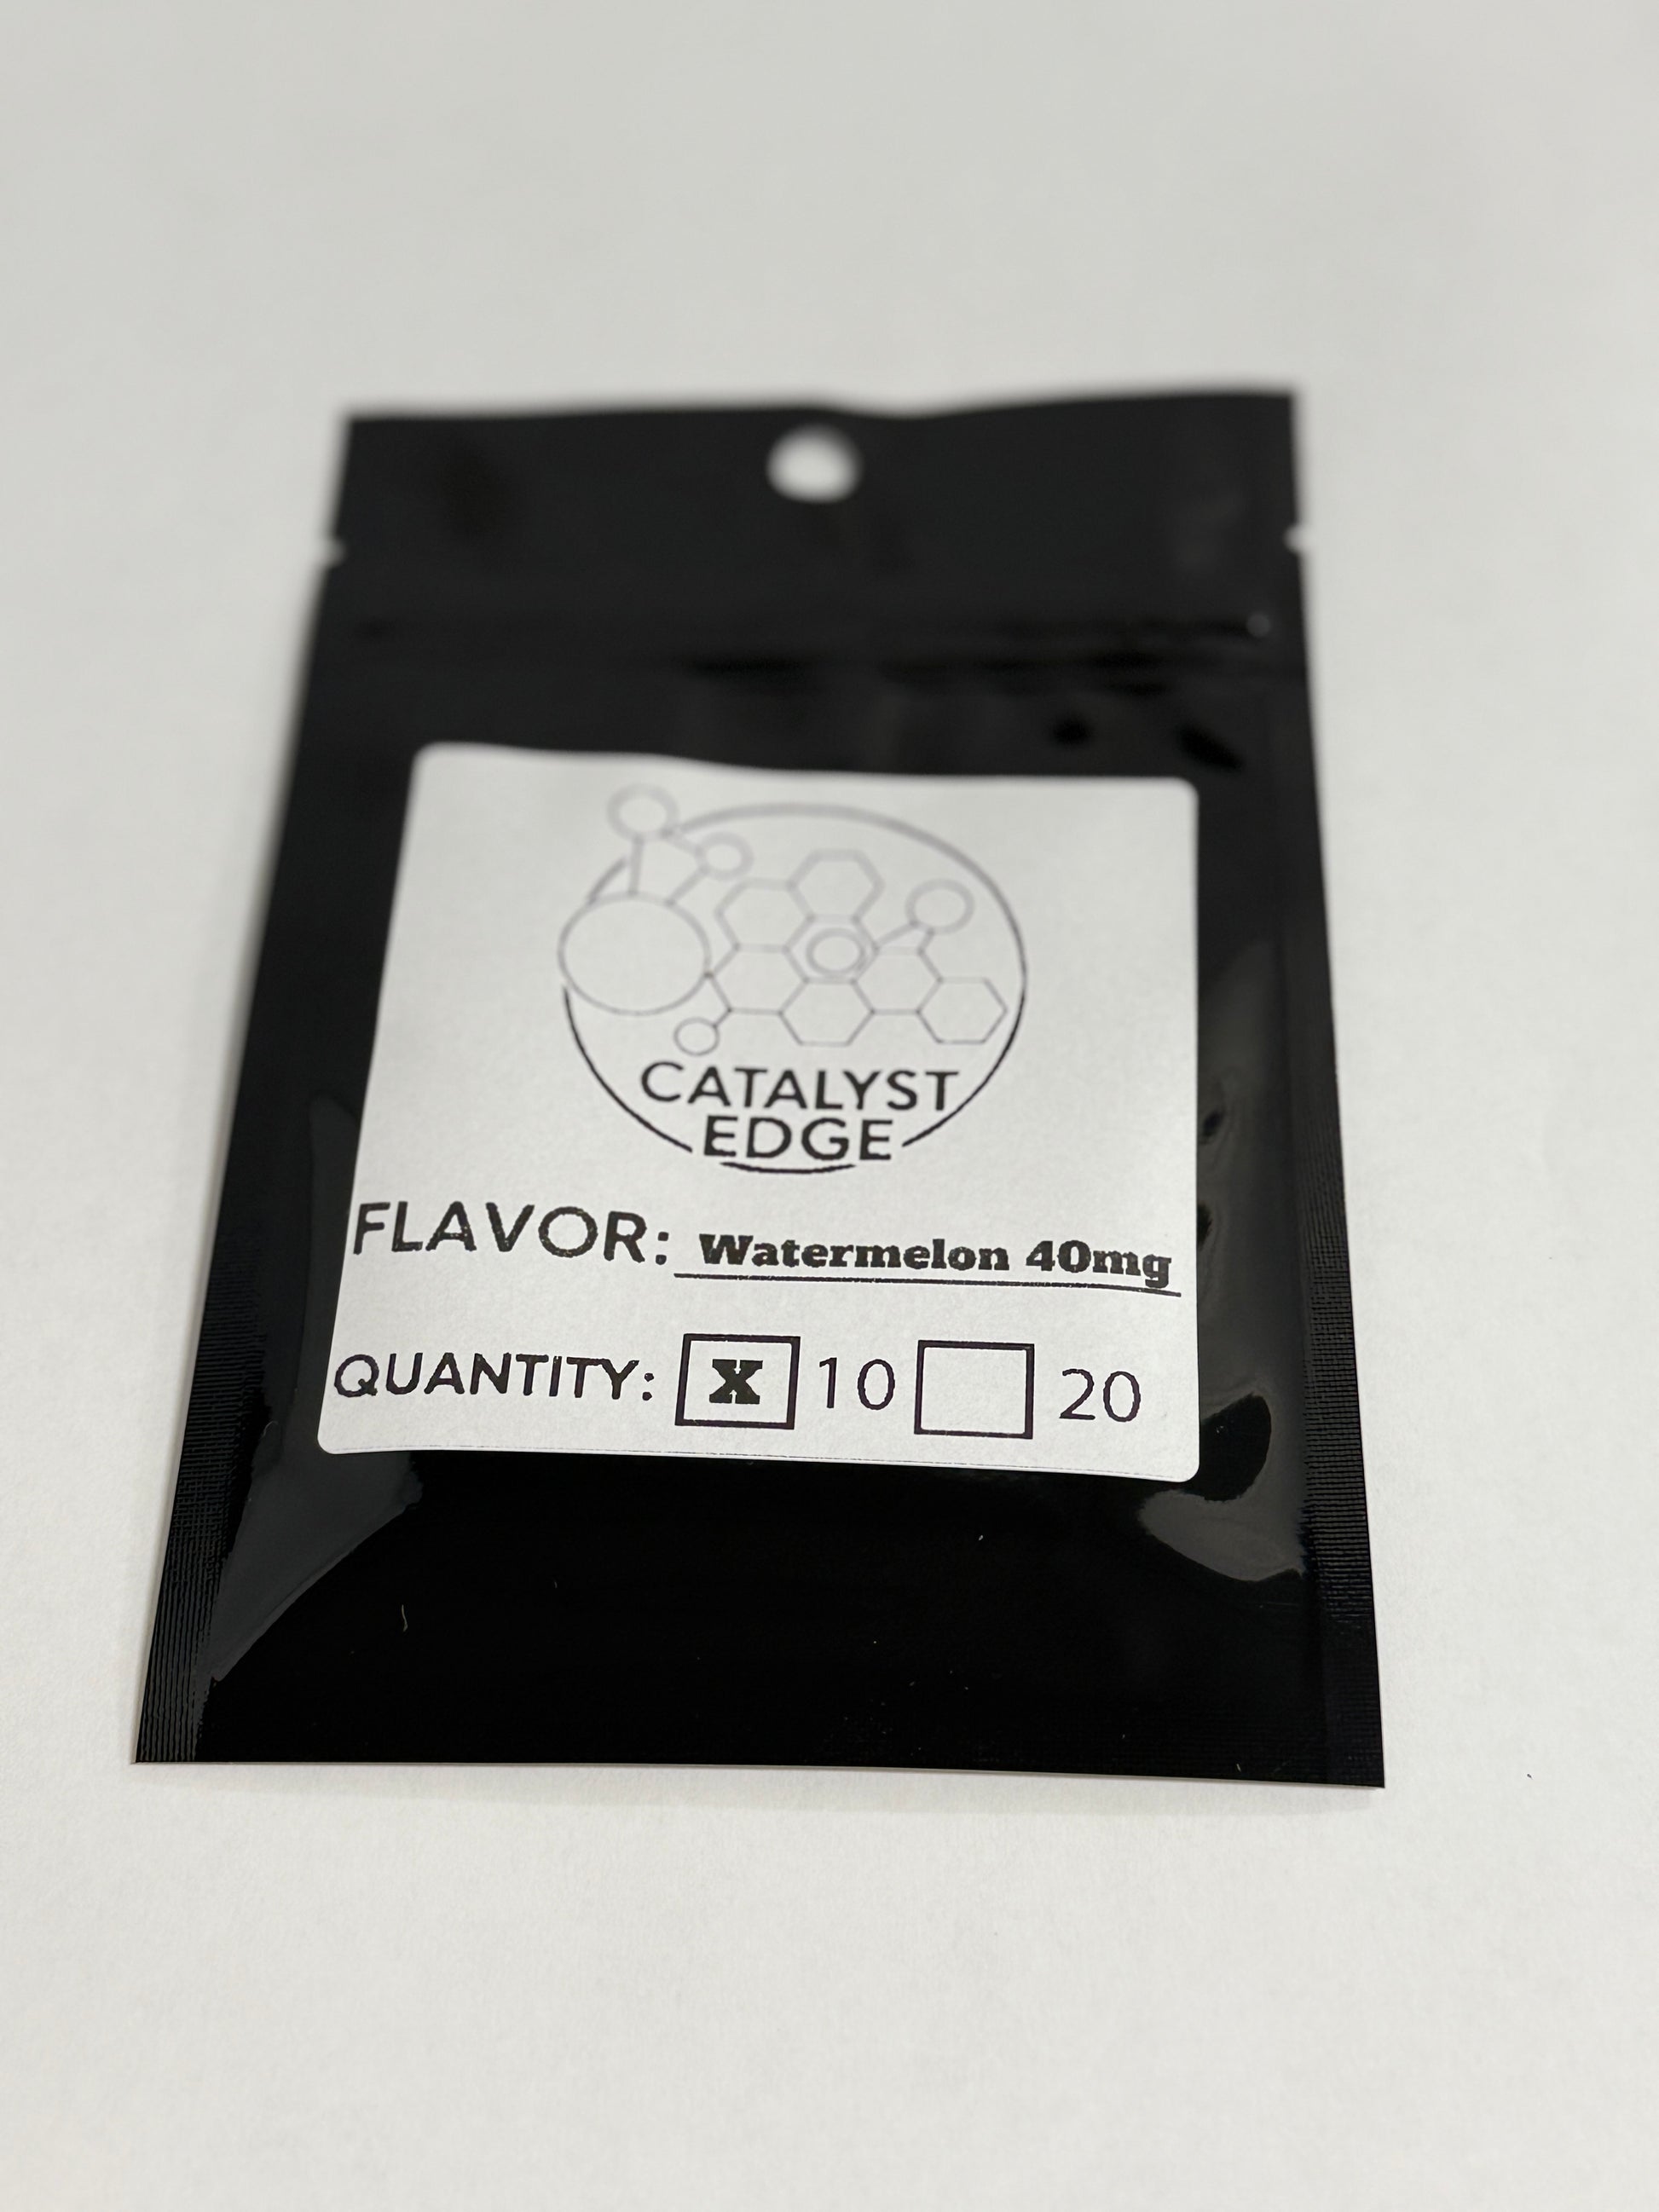 CATALYST
EDGE
FLAVOR: Watermelon 40mg
QUANTITY: X 10 20